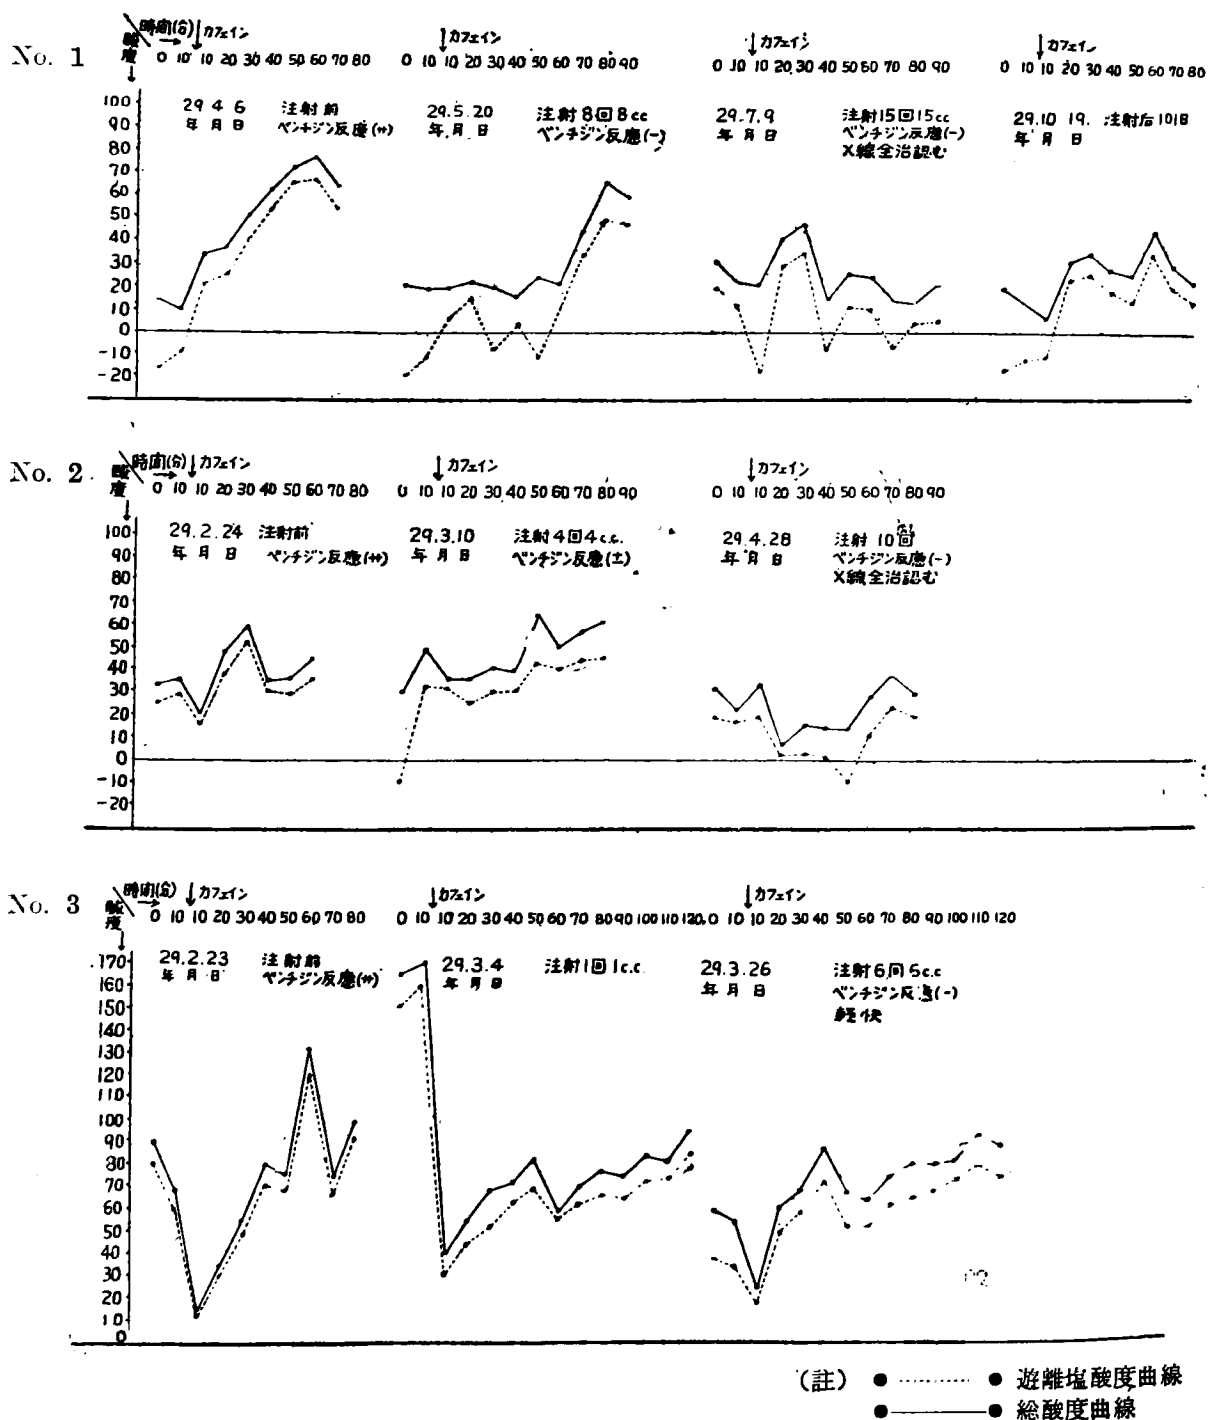 No. 1
時間(分) ↓カフェイン
酸度
0 10 10 20 30 40 50 60 70 80
↓カフェイン
0 10 10 20 30 40 50 60 70 80 90
↓カフェイン
0 10 10 20 30 40 50 60 70 80 90
↓カフェイン
0 10 10 20 30 40 50 60 70 80
100
90
80
70
60
50
40
30
20
10
0
-10
-20
29 4 6 注射前
年月日 ベンチジン反應(++)
29.5.20 注射8回8cc
年月日 ベンチジン反應(-)
29.7.9 注射15回15cc
年月日 ベンチジン反應(-)
X線全治認む
29.10 19. 注射后101日
年月日
No. 2
時間(分) ↓カフェイン
酸度
0 10 10 20 30 40 50 60 70 80
↓カフェイン
0 10 10 20 30 40 50 60 70 80 90
↓カフェイン
0 10 10 20 30 40 50 60 70 80 90
100
90
80
70
60
50
40
30
20
10
0
-10
-20
29.2.24 注射前
年月日 ベンチジン反應(++)
29.3.10 注射4回4c.c.
年月日 ベンチジン反應(±)
29.4.28 注射10回
年月日 ベンチジン反應(-)
X線全治認む
No. 3
時間(分) ↓カフェイン
酸度
0 10 10 20 30 40 50 60 70 80
↓カフェイン
0 10 10 20 30 40 50 60 70 80 90 100 110 120
↓カフェイン
0 10 10 20 30 40 50 60 70 80 90 100 110 120
170
160
150
140
130
120
110
100
90
80
70
60
50
40
30
20
10
0
29.2.23 注射前
年月日 ベンチジン反應(++)
29.3.4 注射1回1c.c.
年月日
29.3.26 注射6回6c.c
年月日 ベンチジン反應(-)
軽快
(註) ●┄┄● 遊離塩酸度曲線
●──● 総酸度曲線